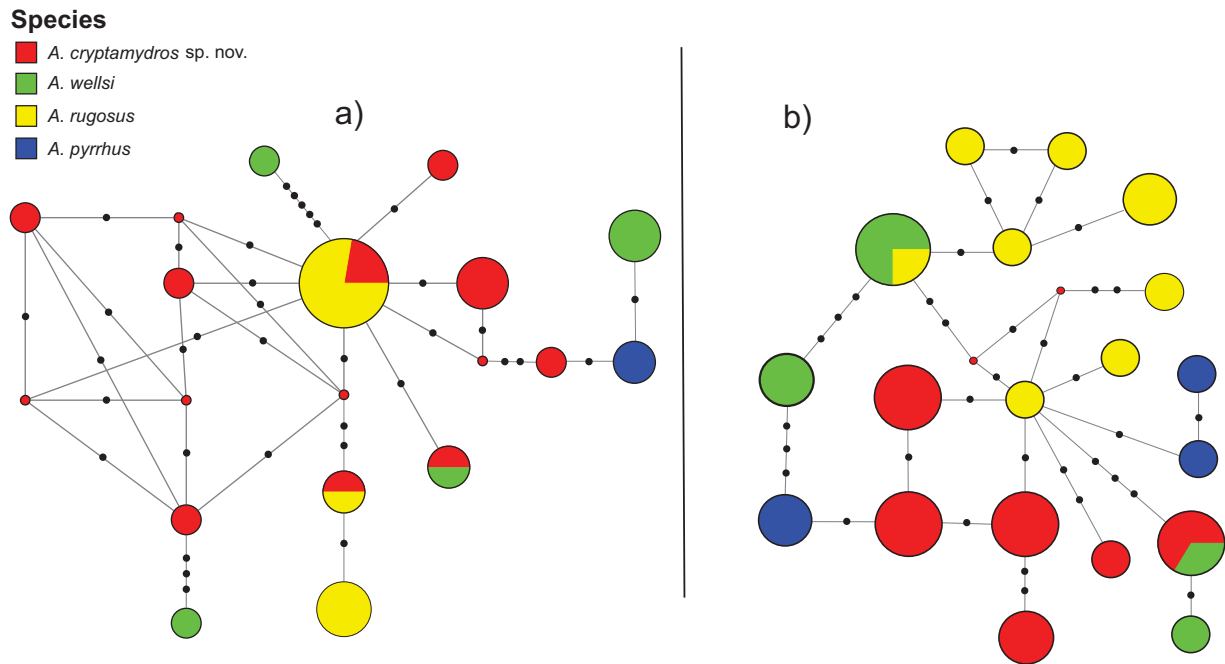 Species
A. cryptamydros sp. nov.
A. wellsi
A. rugosus
A. pyrrhus
a)
b)